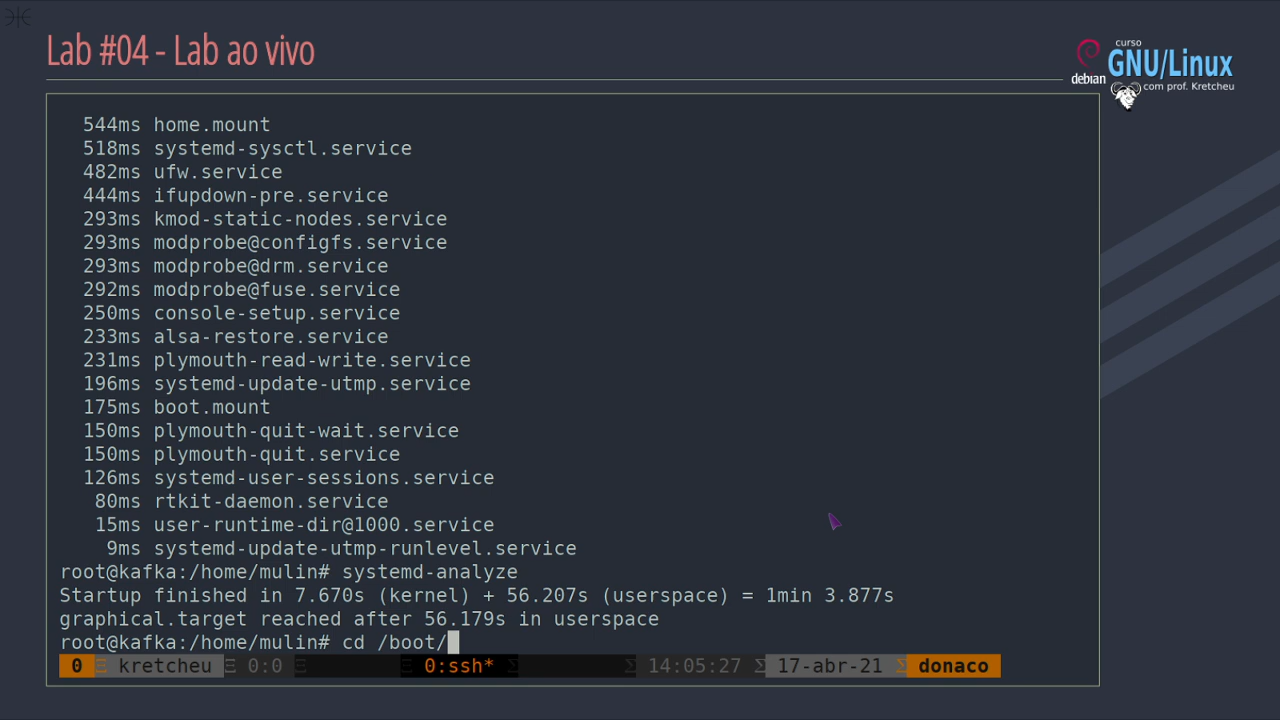 Lab #04 - Lab ao vivo
curso
GNU/Linux
debian
com prof. Kretcheu
544ms home.mount
518ms systemd-sysctl.service
482ms ufw.service
444ms ifupdown-pre.service
293ms kmod-static-nodes.service
293ms modprobe@configfs.service
293ms modprobe@drm.service
292ms modprobe@fuse.service
250ms console-setup.service
233ms alsa-restore.service
231ms plymouth-read-write.service
196ms systemd-update-utmp.service
175ms boot.mount
150ms plymouth-quit-wait.service
150ms plymouth-quit.service
126ms systemd-user-sessions.service
80ms rtkit-daemon.service
15ms user-runtime-dir@1000.service
9ms systemd-update-utmp-runlevel.service
root@kafka:/home/mulin# systemd-analyze
Startup finished in 7.670s (kernel) + 56.207s (userspace) = 1min 3.877s
graphical.target reached after 56.179s in userspace
root@kafka:/home/mulin# cd /boot/
0 Ξ kretcheu Ξ 0:0 Ξ Ξ 0:ssh* Σ Σ 14:05:27 Σ 17-abr-21 Σ donaco